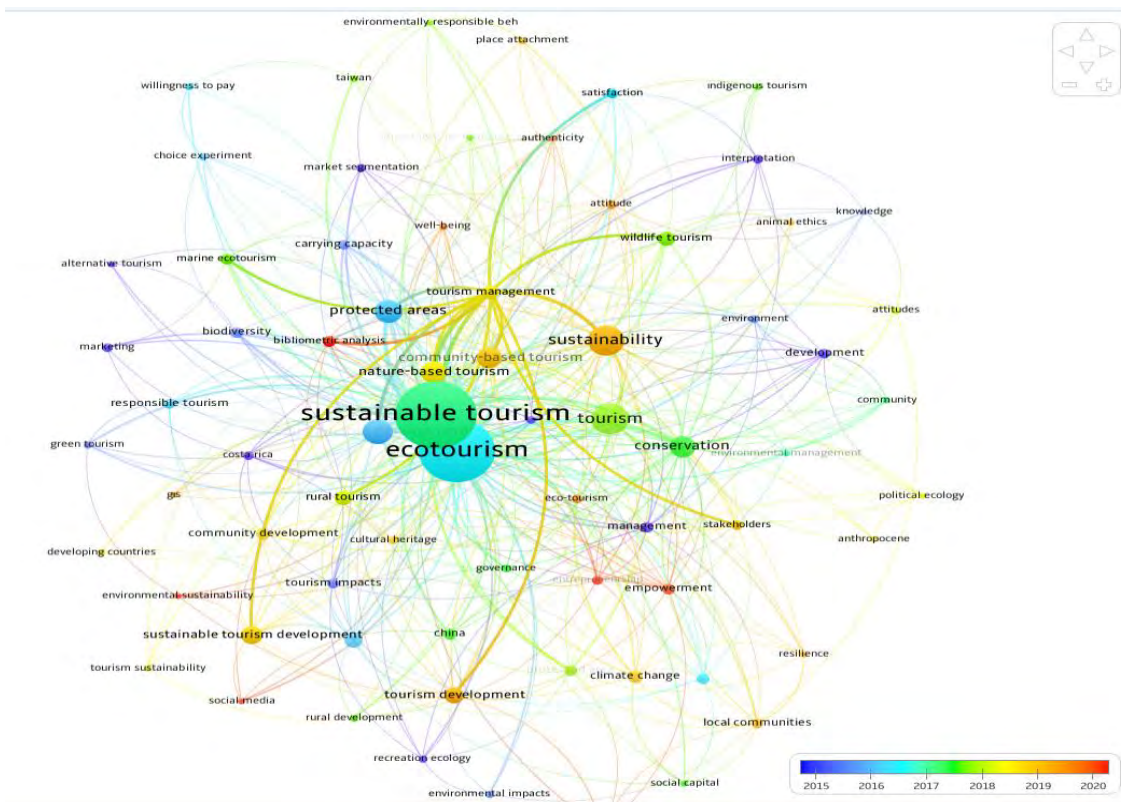 environmentally responsible beh
place attachment
willingness to pay
taiwan
satisfaction
indigenous tourism
authenticity
choice experiment
market segmentation
interpretation
attitude
knowledge
well-being
animal ethics
wildlife tourism
carrying capacity
marine ecotourism
alternative tourism
tourism management
protected areas
attitudes
environment
biodiversity
bibliometric analysis
sustainability
marketing
community-based tourism
development
nature-based tourism
responsible tourism
community
sustainable tourism
tourism
green tourism
ecotourism
conservation
costa rica
environmental management
gis
rural tourism
eco-tourism
political ecology
community development
cultural heritage
management
stakeholders
anthropocene
developing countries
governance
tourism impacts
entrepreneurship
empowerment
environmental sustainability
sustainable tourism development
china
resilience
tourism sustainability
climate change
social media
tourism development
rural development
local communities
recreation ecology
social capital
environmental impacts
2015 2016 2017 2018 2019 2020